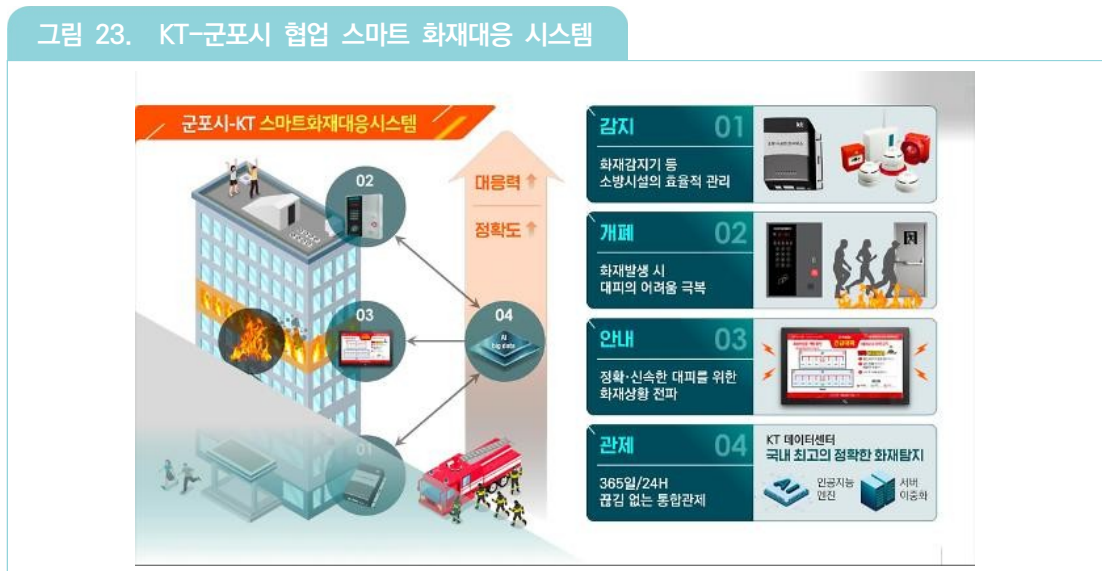 그림 23. KT-군포시 협업 스마트 화재대응 시스템
군포시-KT 스마트화재대응시스템
대응력
정확도
02
03
04
AI
big data
01
감지 01
화재감지기 등
소방시설의 효율적 관리
kt
개폐 02
화재발생 시
대피의 어려움 극복
안내 03
정확·신속한 대피를 위한
화재상황 전파
긴급대피
관제 04
365일/24H
끊김 없는 통합관제
KT 데이터센터
국내 최고의 정확한 화재탐지
AI
인공지능
엔진
서버
이중화